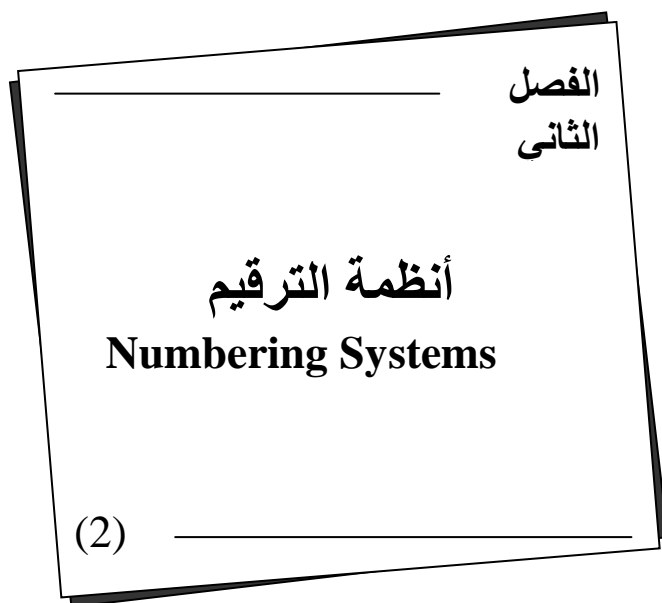 الفصل
الثاني
أنظمة الترقيم
Numbering Systems
(2)